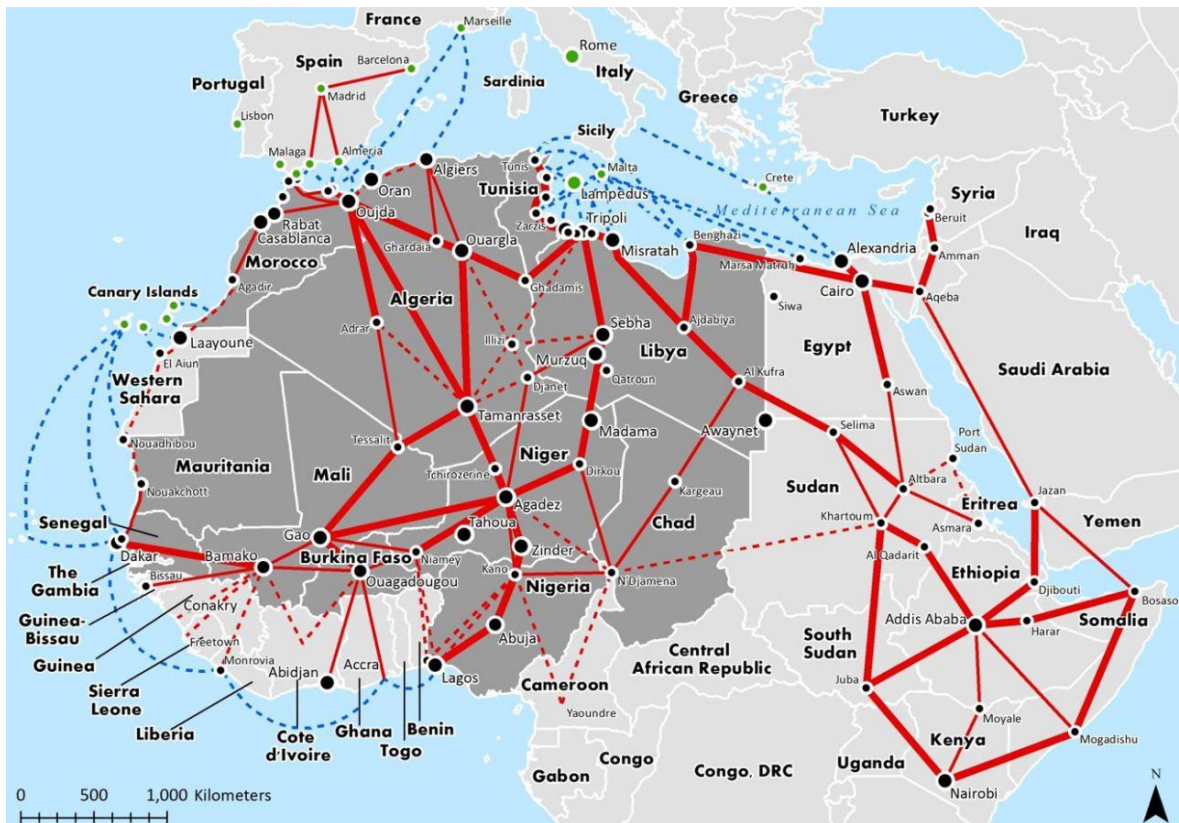 France
Marseille
Spain
Barcelona
Rome
Italy
Portugal
Madrid
Sardinia
Greece
Turkey
Lisbon
Sicily
Malaga
Almeria
Algiers
Tunis
Malta
Crete
Syria
Oran
Tunisia
Lampedus
Beruit
Mediterranean Sea
Rabat
Oujda
Zarzis
Tripoli
Casablanca
Ghardaia
Ouargla
Misratah
Benghazi
Alexandria
Amman
Iraq
Morocco
Marsa Matruh
Agadir
Ghadamis
Cairo
Aqeba
Canary Islands
Algeria
Siwa
Adrar
Sebha
Ajdabiya
Laayoune
Illizi
Libya
Egypt
El Aiun
Murzuq
Saudi Arabia
Western
Sahara
Djanet
Qatroun
Al Kufra
Aswan
Tamanrasset
Madama
Awaynet
Selima
Port
Sudan
Nouadhibou
Tessalit
Niger
Mauritania
Mali
Tchirozerine
Dirkou
Nouakchott
Kargeau
Sudan
Altbara
Jazan
Agadez
Eritrea
Senegal
Tahoua
Chad
Khartoum
Asmara
Yemen
Gao
Dakar
Bamako
Burkina Faso
Niamey
Zinder
Al Qadarit
The
Gambia
Bissau
Ouagadougou
Kano
Nigeria
N'Djamena
Ethiopia
Djibouti
Bosaso
Guinea-
Bissau
Conakry
Abuja
Addis Ababa
Harar
Somalia
Guinea
Freetown
South
Sudan
Sierra
Leone
Monrovia
Abidjan
Accra
Lagos
Central
African Republic
Cameroon
Juba
Liberia
Cote
d'Ivoire
Ghana
Togo
Benin
Yaoundre
Moyale
Mogadishu
Kenya
Gabon
Congo
Congo, DRC
Uganda
Nairobi
0 500 1,000 Kilometers
N